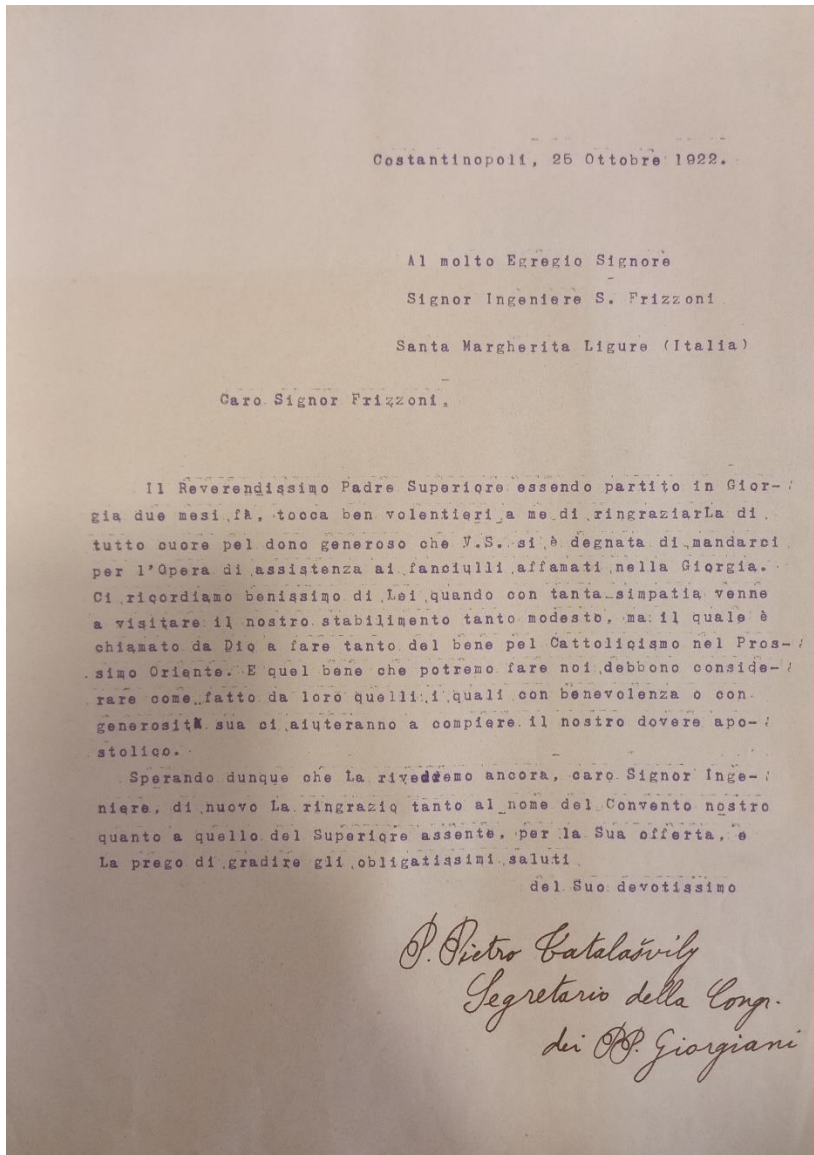 Costantinopoli, 25 Ottobre 1922.
Al molto Egregio Signore
Signor Ingeniere S. Frizzoni
Santa Margherita Ligure (Italia)
Caro Signor Frizzoni,
Il Reverendissimo Padre Superiore essendo partito in Gior-
gia due mesi fà, tocca ben volentieri a me di ringraziarLa di
tutto cuore pel dono generoso che V.S. si è degnata di mandarci
per l'Opera di assistenza ai fanciulli affamati nella Giorgia.
Ci ricordiamo benissimo di Lei quando con tanta simpatia venne
a visitare il nostro stabilimento tanto modesto, ma il quale è
chiamato da Dio a fare tanto del bene pel Cattolicismo nel Pros-
simo Oriente. E quel bene che potremo fare noi debbono conside-
rare come fatto da loro quelli i quali con benevolenza o con
generosità sua ci aiuteranno a compiere il nostro dovere apo-
stolico.
Sperando dunque che La rivedremo ancora, caro Signor Inge-
niere, di nuovo La ringrazio tanto al nome del Convento nostro
quanto a quello del Superiore assente, per la Sua offerta, e
La prego di gradire gli obligatissimi saluti
del Suo devotissimo
P. Pietro Tatalašvily
Segretario della Congr.
dei PP. Giorgiani